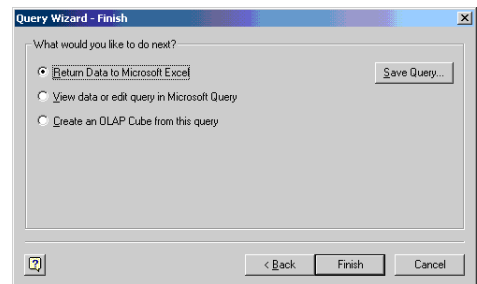 Query Wizard - Finish
What would you like to do next?
Return Data to Microsoft Excel
Save Query...
View data or edit query in Microsoft Query
Create an OLAP Cube from this query
< Back
Finish
Cancel